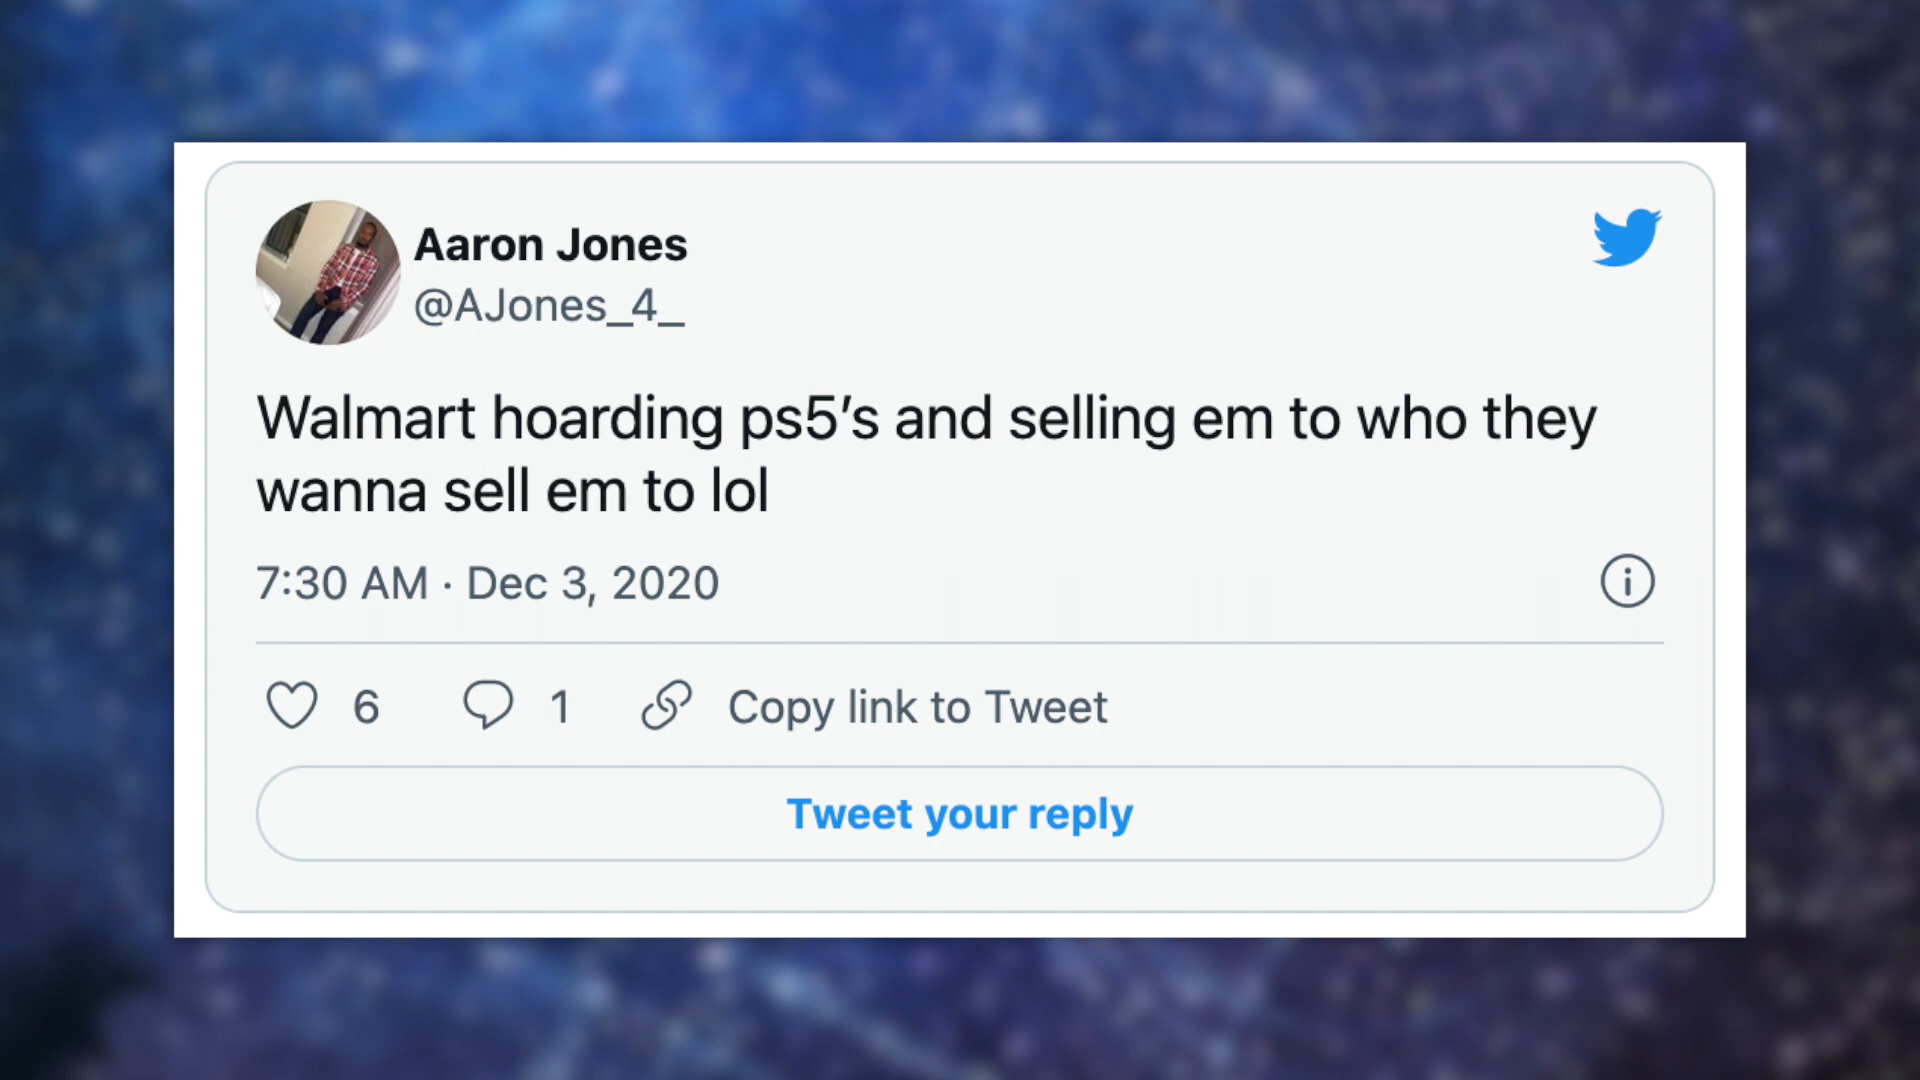 Aaron Jones
@AJones_4_
Walmart hoarding ps5’s and selling em to who they
wanna sell em to lol
7:30 AM · Dec 3, 2020
6 1 Copy link to Tweet
Tweet your reply